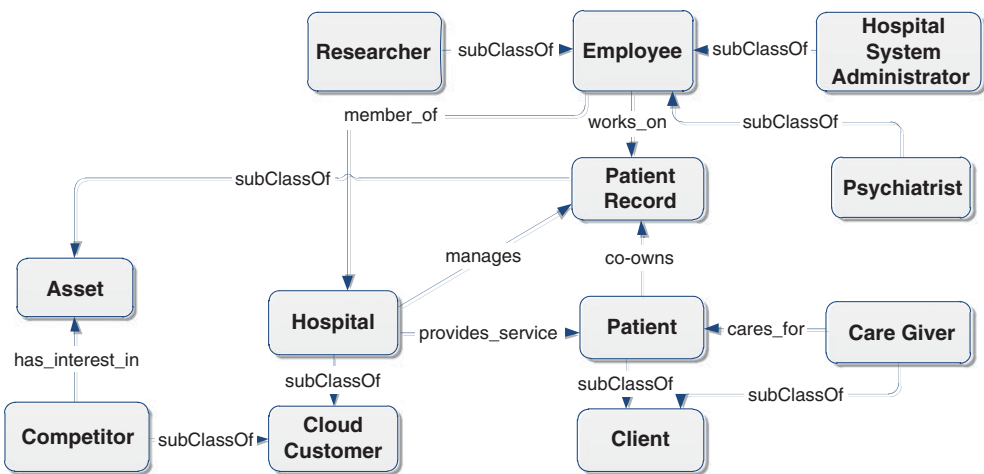 Researcher
subClassOf
Employee
subClassOf
Hospital
System
Administrator
member_of
works_on
subClassOf
subClassOf
Patient
Record
Psychiatrist
manages
co-owns
Asset
Hospital
provides_service
Patient
cares_for
Care Giver
has_interest_in
subClassOf
subClassOf
subClassOf
Competitor
subClassOf
Cloud
Customer
Client